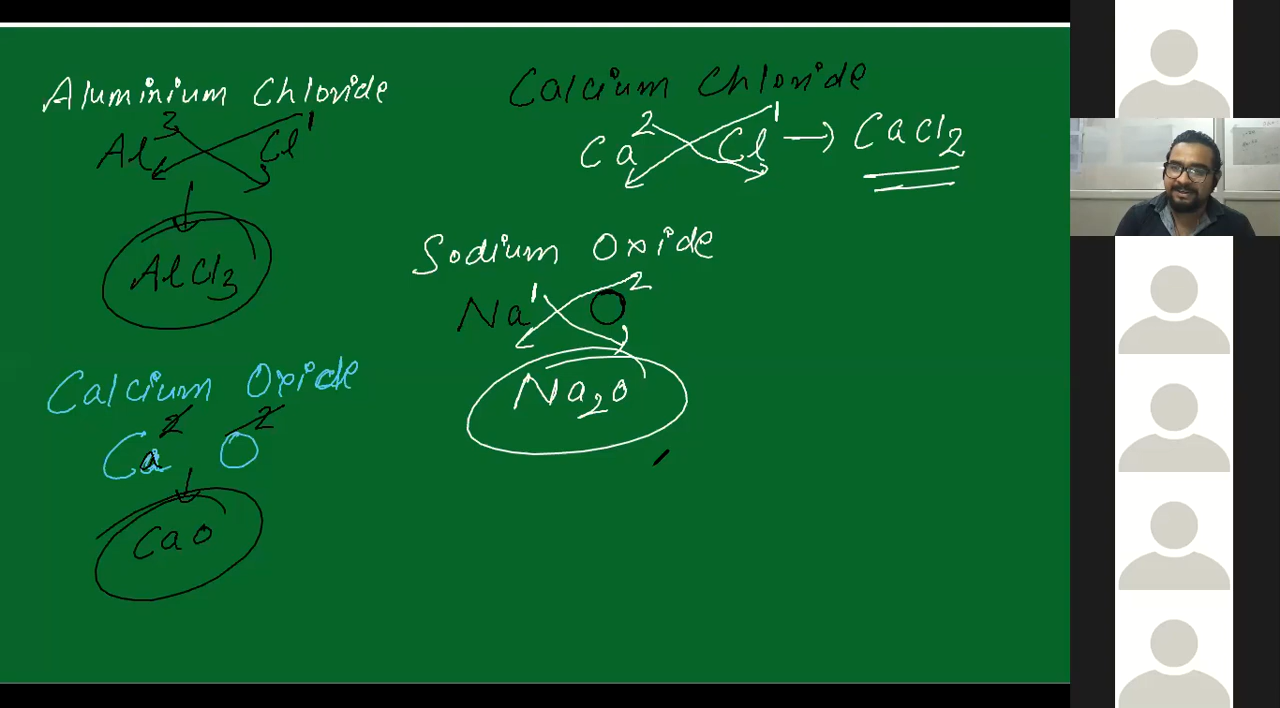 Aluminium Chloride
Al 3 Cl 1
AlCl3
Calcium Chloride
Ca 2 Cl 1 → CaCl2
Sodium Oxide
Na 1 O 2
Na2O
Calcium Oxide
Ca 2 O 2
CaO